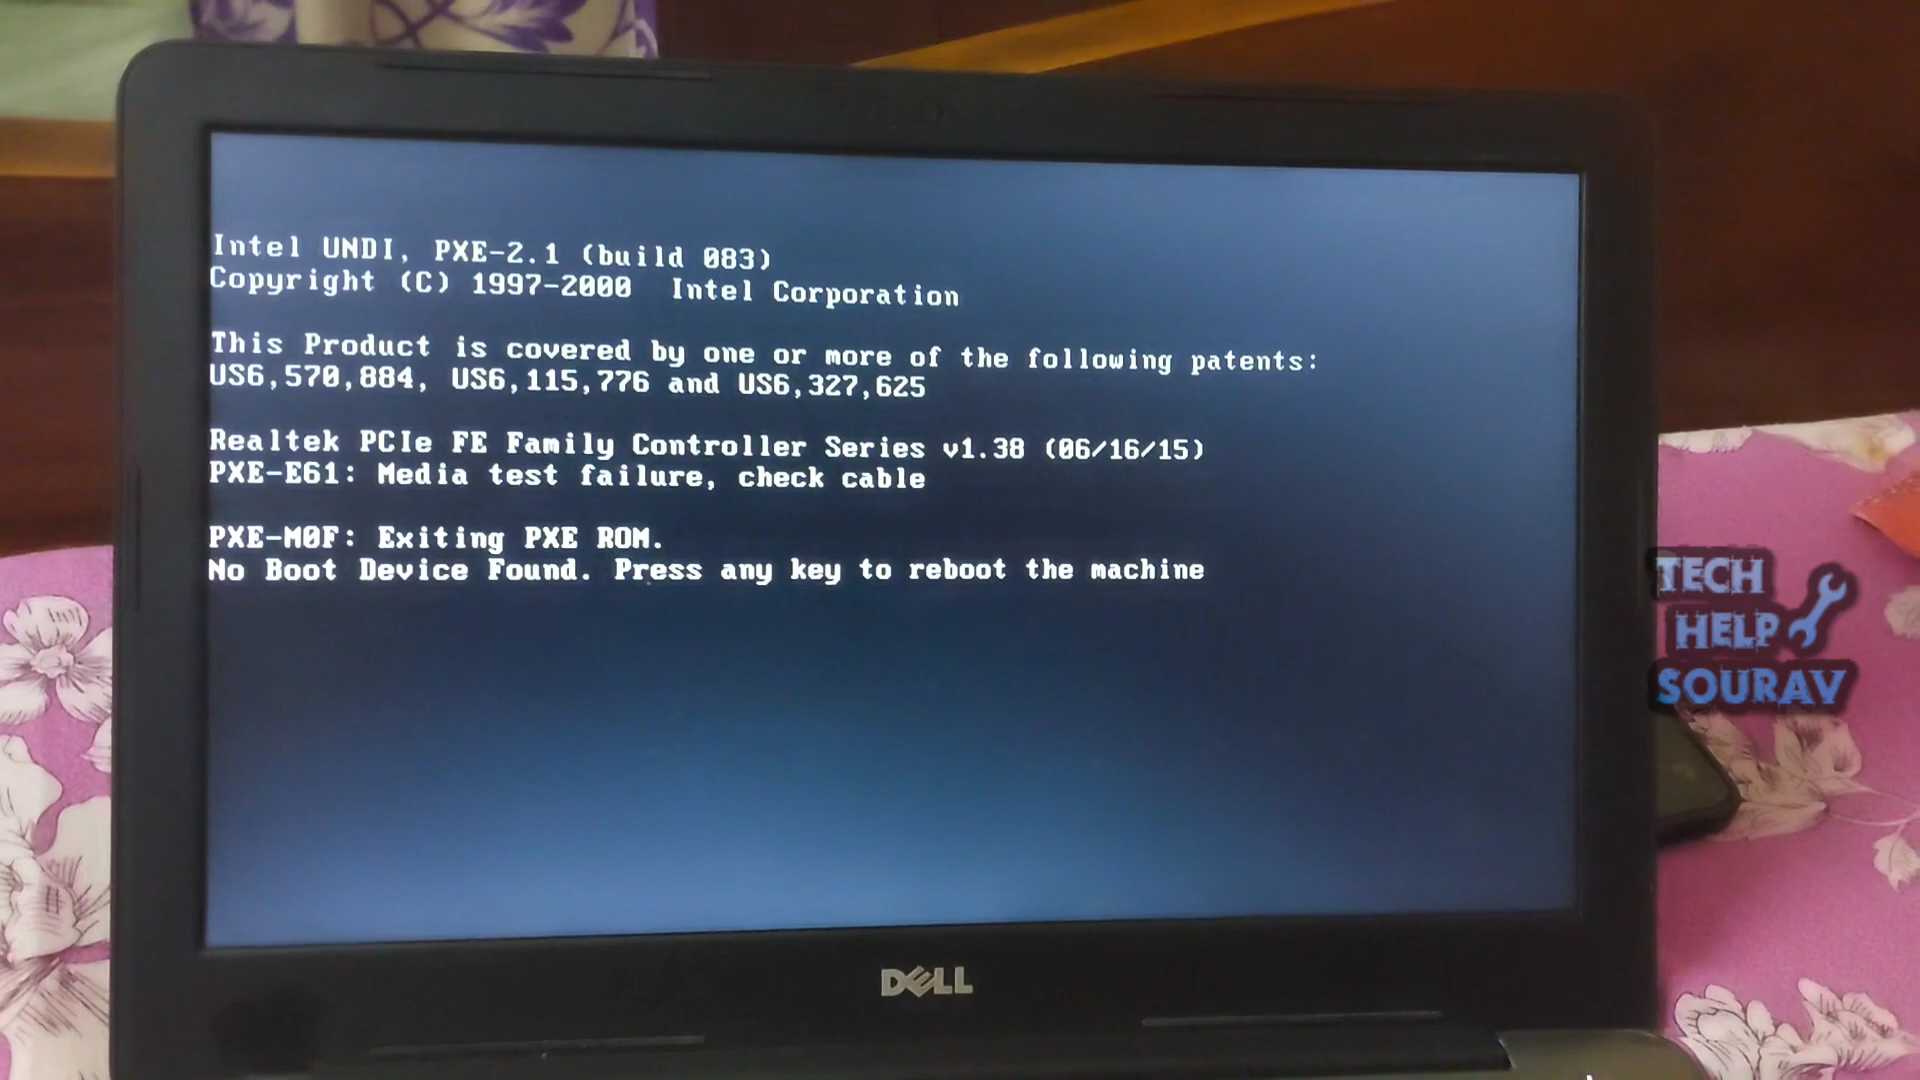 Intel UNDI, PXE-2.1 (build 083)
Copyright (C) 1997-2000  Intel Corporation
This Product is covered by one or more of the following patents:
US6,570,884, US6,115,776 and US6,327,625
Realtek PCIe FE Family Controller Series v1.38 (06/16/15)
PXE-E61: Media test failure, check cable
PXE-M0F: Exiting PXE ROM.
No Boot Device Found. Press any key to reboot the machine
TECH
HELP
SOURAV
DELL